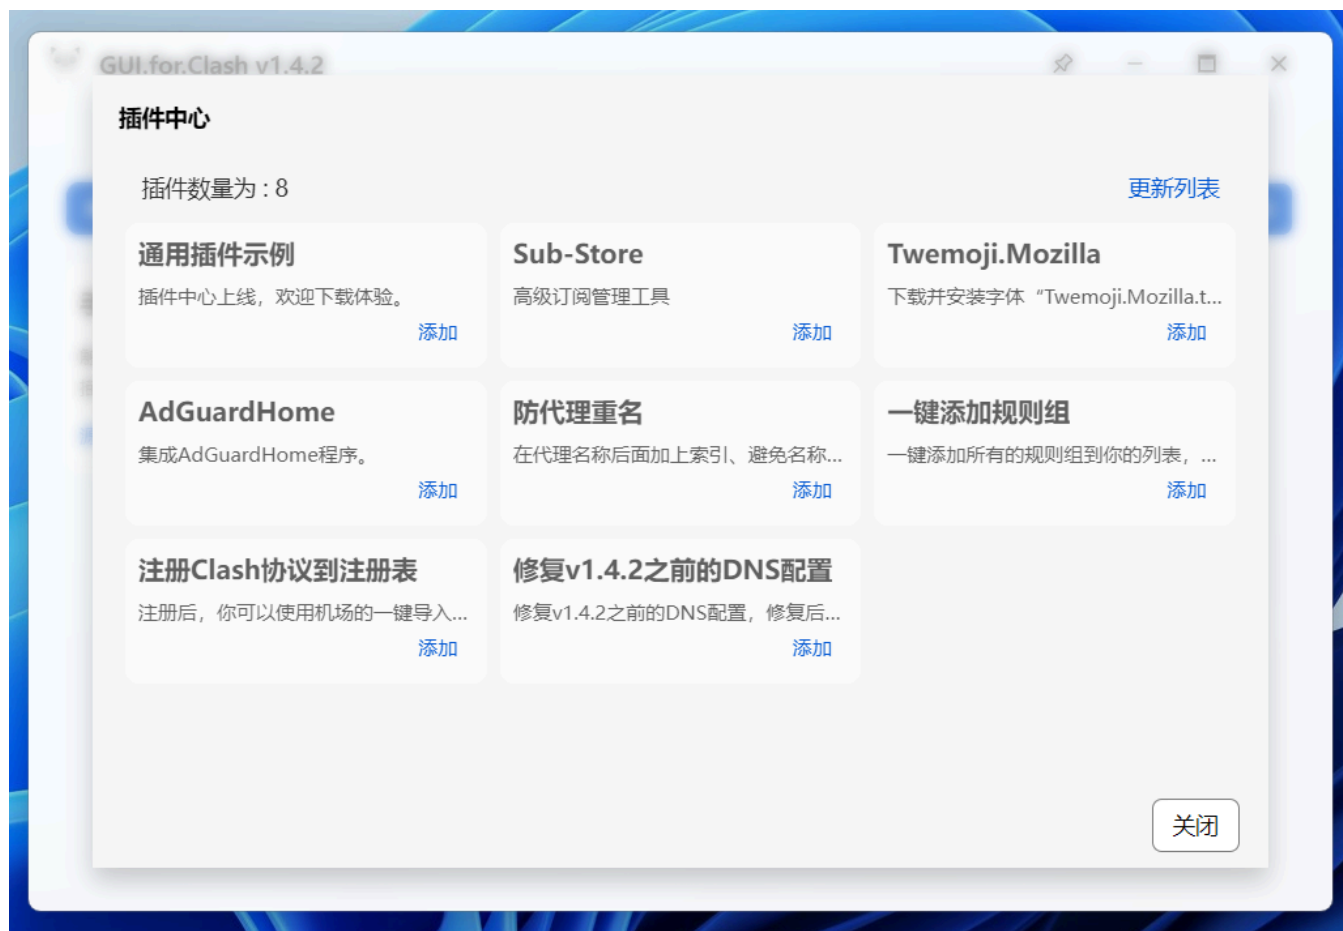 GUI.for.Clash v1.4.2
插件中心
插件数量为 : 8
更新列表
通用插件示例
插件中心上线，欢迎下载体验。
添加
Sub-Store
高级订阅管理工具
添加
Twemoji.Mozilla
下载并安装字体“Twemoji.Mozilla.t...
添加
AdGuardHome
集成AdGuardHome程序。
添加
防代理重名
在代理名称后面加上索引、避免名称...
添加
一键添加规则组
一键添加所有的规则组到你的列表，...
添加
注册Clash协议到注册表
注册后，你可以使用机场的一键导入...
添加
修复v1.4.2之前的DNS配置
修复v1.4.2之前的DNS配置，修复后...
添加
关闭